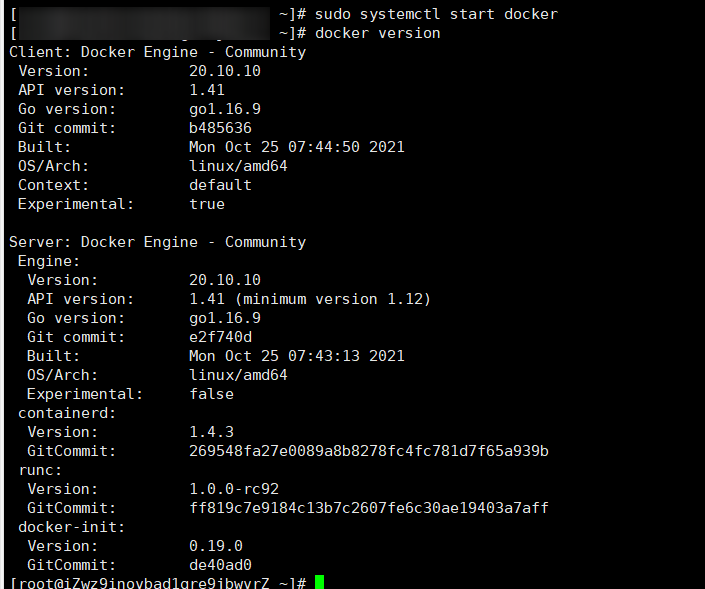 [ ~]# sudo systemctl start docker
[ ~]# docker version
Client: Docker Engine - Community
Version: 20.10.10
API version: 1.41
Go version: go1.16.9
Git commit: b485636
Built: Mon Oct 25 07:44:50 2021
OS/Arch: linux/amd64
Context: default
Experimental: true
Server: Docker Engine - Community
Engine:
Version: 20.10.10
API version: 1.41 (minimum version 1.12)
Go version: go1.16.9
Git commit: e2f740d
Built: Mon Oct 25 07:43:13 2021
OS/Arch: linux/amd64
Experimental: false
containerd:
Version: 1.4.3
GitCommit: 269548fa27e0089a8b8278fc4fc781d7f65a939b
runc:
Version: 1.0.0-rc92
GitCommit: ff819c7e9184c13b7c2607fe6c30ae19403a7aff
docker-init:
Version: 0.19.0
GitCommit: de40ad0
~]#